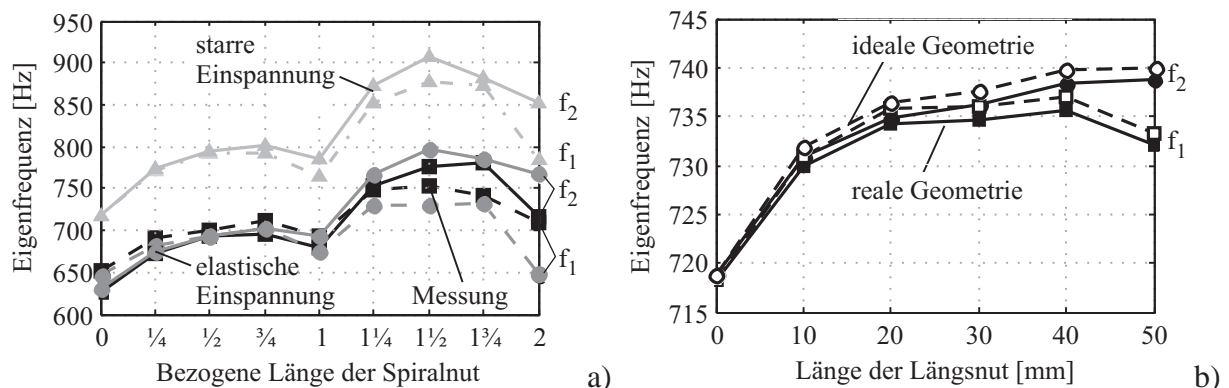 Eigenfrequenz [Hz]
950
900
850
800
750
700
650
600
starre
Einspannung
elastische
Einspannung
Messung
f2
f1
f2
f1
0 ¼ ½ ¾ 1 1¼ 1½ 1¾ 2
Bezogene Länge der Spiralnut
a)
Eigenfrequenz [Hz]
745
740
735
730
725
720
715
ideale Geometrie
reale Geometrie
f2
f1
0 10 20 30 40 50
Länge der Längsnut [mm]
b)